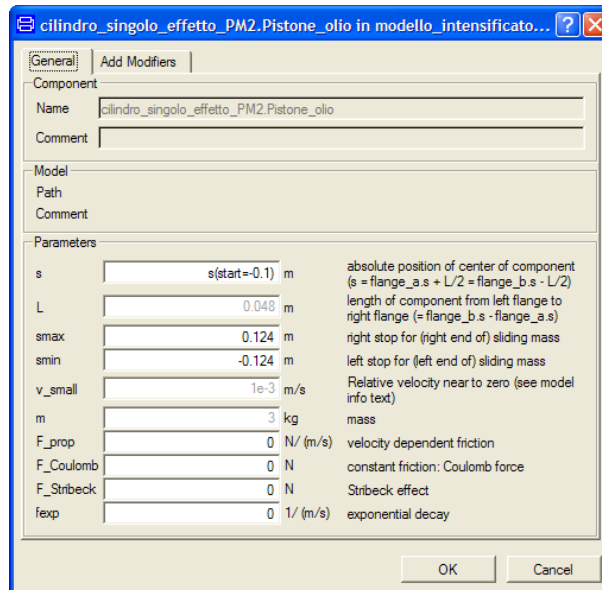 cilindro_singolo_effetto_PM2.Pistone_olio in modello_intensificato...
General Add Modifiers
Component
Name cilindro_singolo_effetto_PM2.Pistone_olio
Comment
Model
Path
Comment
Parameters
s s(start=-0.1) m absolute position of center of component
(s = flange_a.s + L/2 = flange_b.s - L/2)
L 0.048 m length of component from left flange to
right flange (= flange_b.s - flange_a.s)
smax 0.124 m right stop for (right end of) sliding mass
smin -0.124 m left stop for (left end of) sliding mass
v_small 1e-3 m/s Relative velocity near to zero (see model
info text)
m 3 kg mass
F_prop 0 N/ (m/s) velocity dependent friction
F_Coulomb 0 N constant friction: Coulomb force
F_Stribeck 0 N Stribeck effect
fexp 0 1/ (m/s) exponential decay
OK Cancel